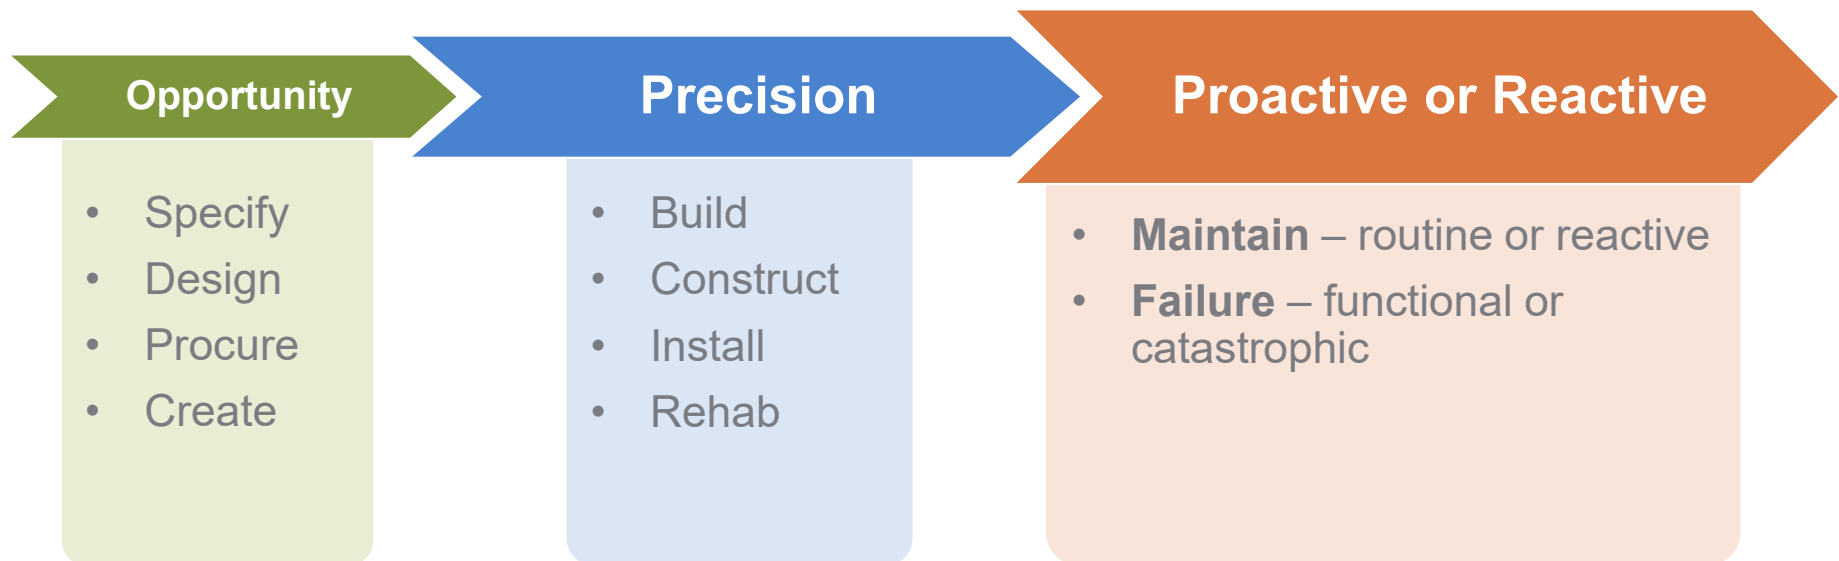 Opportunity
• Specify
• Design
• Procure
• Create
Precision
• Build
• Construct
• Install
• Rehab
Proactive or Reactive
• Maintain – routine or reactive
• Failure – functional or
catastrophic